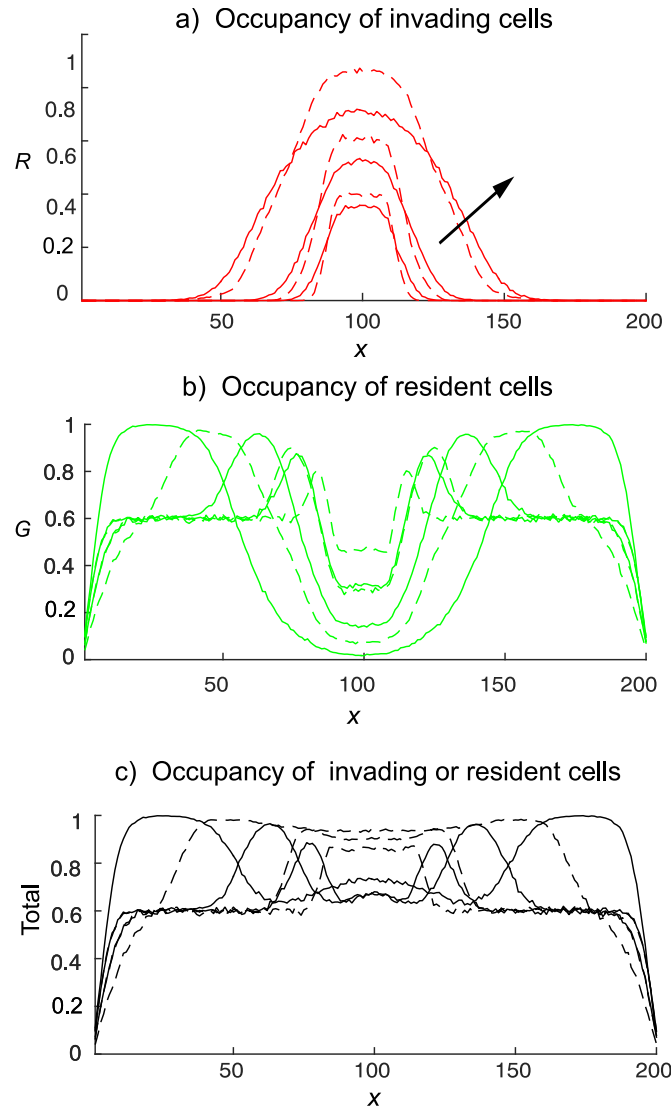 a) Occupancy of invading cells
1
0.8
0.6
R
0.4
0.2
0
50 100 150 200
x
b) Occupancy of resident cells
1
0.8
0.6
G
0.4
0.2
0
50 100 150 200
x
c) Occupancy of invading or resident cells
1
0.8
0.6
Total
0.4
0.2
0
50 100 150 200
x